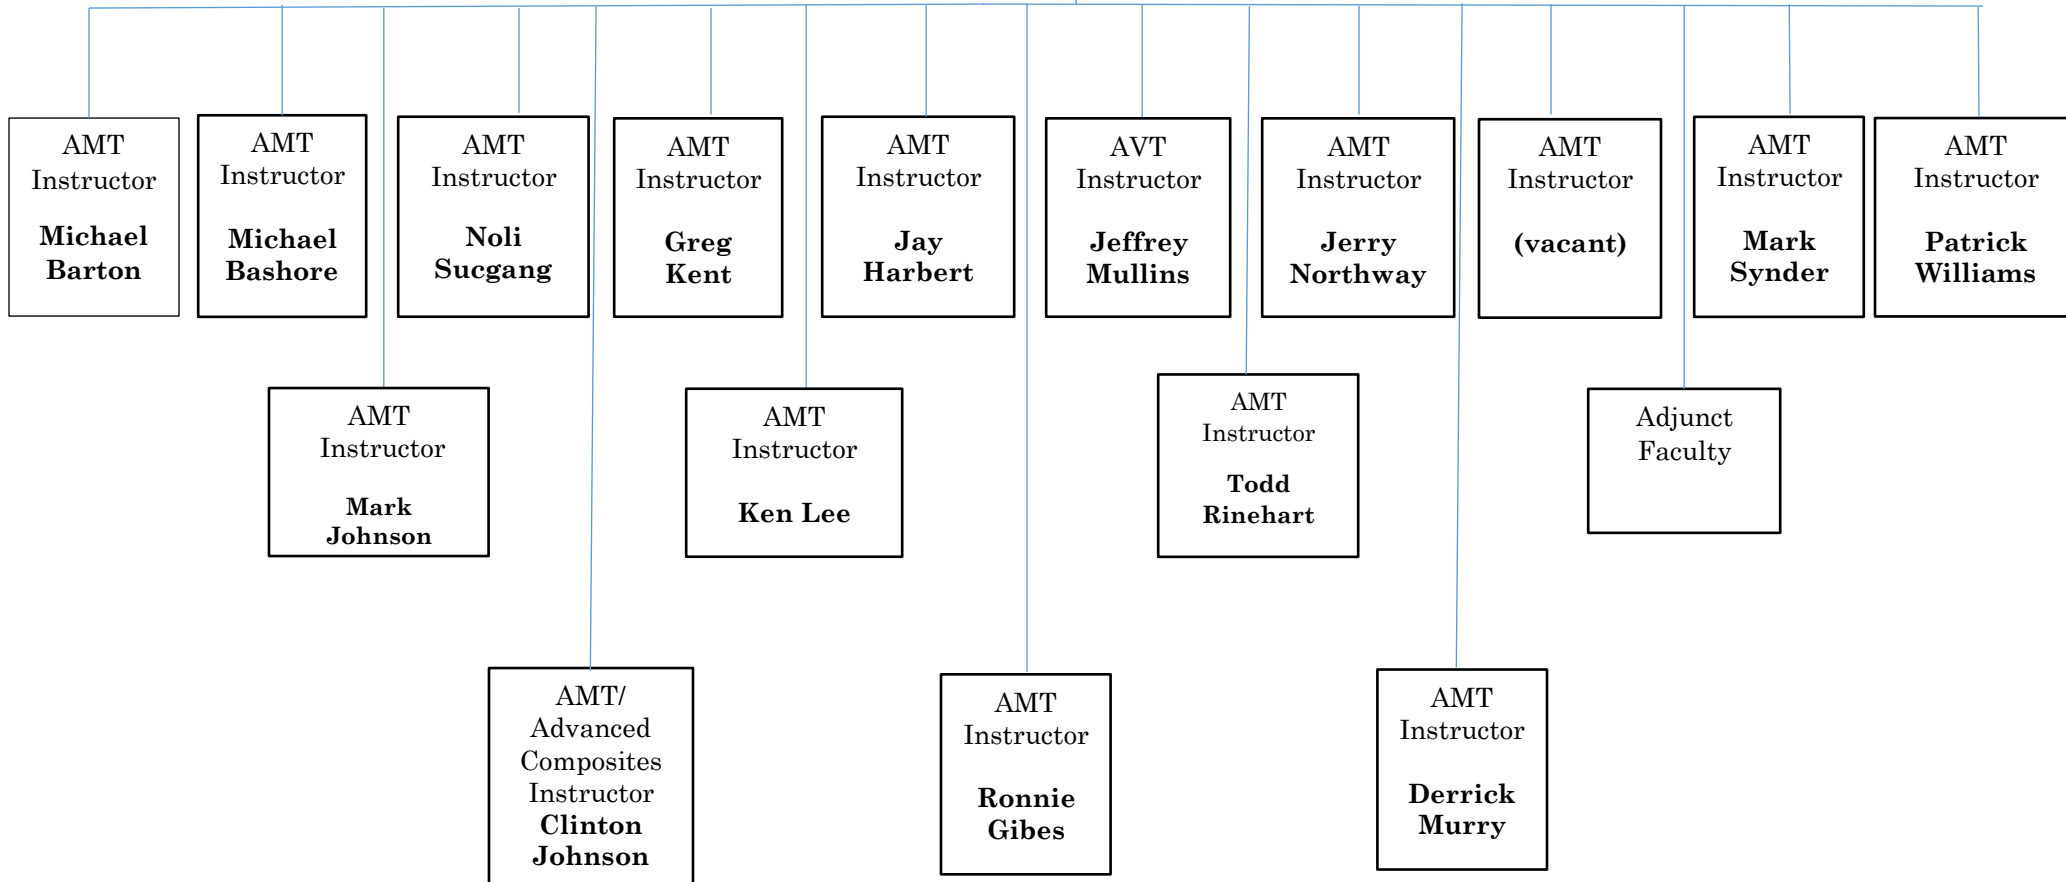 AMT
Instructor
Michael
Barton
AMT
Instructor
Michael
Bashore
AMT
Instructor
Noli
Sucgang
AMT
Instructor
Greg
Kent
AMT
Instructor
Jay
Harbert
AVT
Instructor
Jeffrey
Mullins
AMT
Instructor
Jerry
Northway
AMT
Instructor
(vacant)
AMT
Instructor
Mark
Synder
AMT
Instructor
Patrick
Williams
AMT
Instructor
Mark
Johnson
AMT
Instructor
Ken Lee
AMT
Instructor
Todd
Rinehart
Adjunct
Faculty
AMT/
Advanced
Composites
Instructor
Clinton
Johnson
AMT
Instructor
Ronnie
Gibes
AMT
Instructor
Derrick
Murry